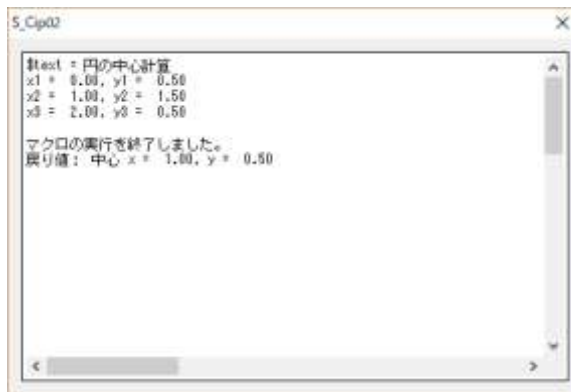 S_Cip02
$text = 円の中心計算
x1 =  0.00, y1 =  0.50
x2 =  1.00, y2 =  1.50
x3 =  2.00, y3 =  0.50
マクロの実行を終了しました。
戻り値: 中心 x =  1.00, y =  0.50